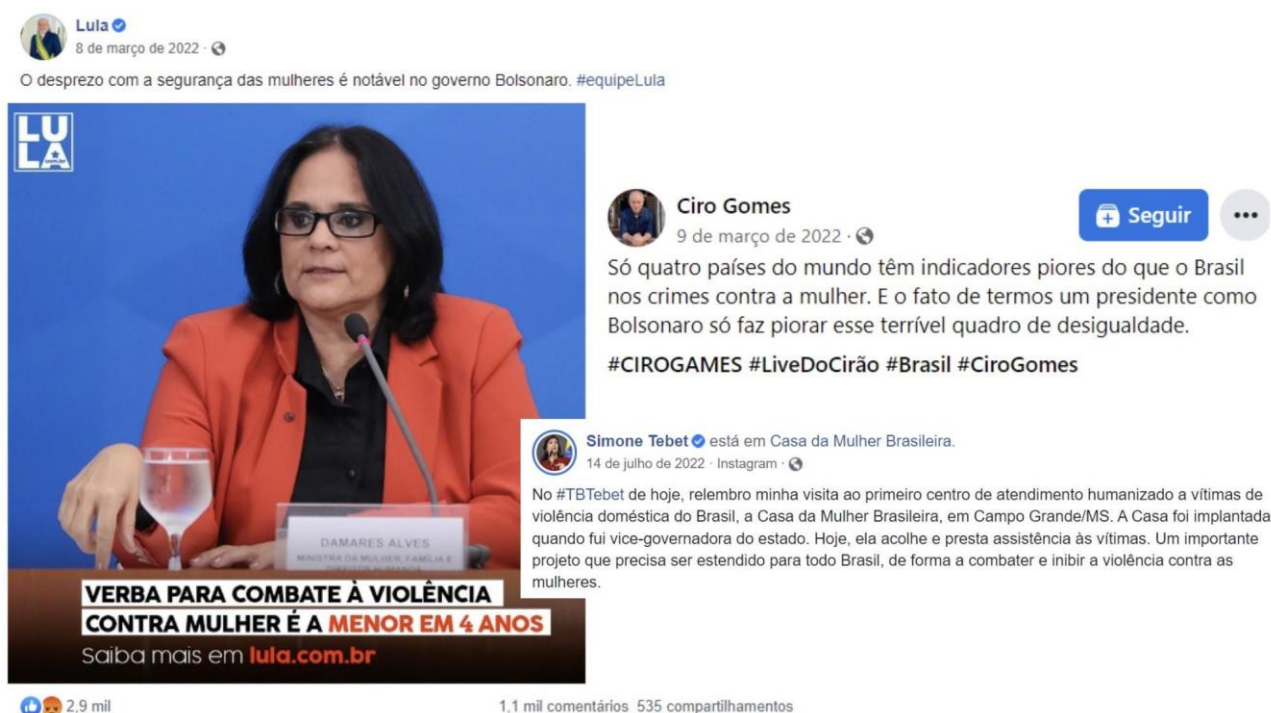 Lula
8 de março de 2022 ·
O desprezo com a segurança das mulheres é notável no governo Bolsonaro. #equipeLula
LU
LA
DAMARES ALVES
MINISTRA DA MULHER, FAMÍLIA E
DIREITOS HUMANOS
VERBA PARA COMBATE À VIOLÊNCIA
CONTRA MULHER É A MENOR EM 4 ANOS
Saiba mais em lula.com.br
2,9 mil
1,1 mil comentários 535 compartilhamentos
Ciro Gomes
9 de março de 2022 ·
Seguir
Só quatro países do mundo têm indicadores piores do que o Brasil
nos crimes contra a mulher. E o fato de termos um presidente como
Bolsonaro só faz piorar esse terrível quadro de desigualdade.
#CIROGAMES #LiveDoCirão #Brasil #CiroGomes
Simone Tebet está em Casa da Mulher Brasileira.
14 de julho de 2022 · Instagram ·
No #TBTebet de hoje, relembro minha visita ao primeiro centro de atendimento humanizado a vítimas de
violência doméstica do Brasil, a Casa da Mulher Brasileira, em Campo Grande/MS. A Casa foi implantada
quando fui vice-governadora do estado. Hoje, ela acolhe e presta assistência às vítimas. Um importante
projeto que precisa ser estendido para todo Brasil, de forma a combater e inibir a violência contra as
mulheres.